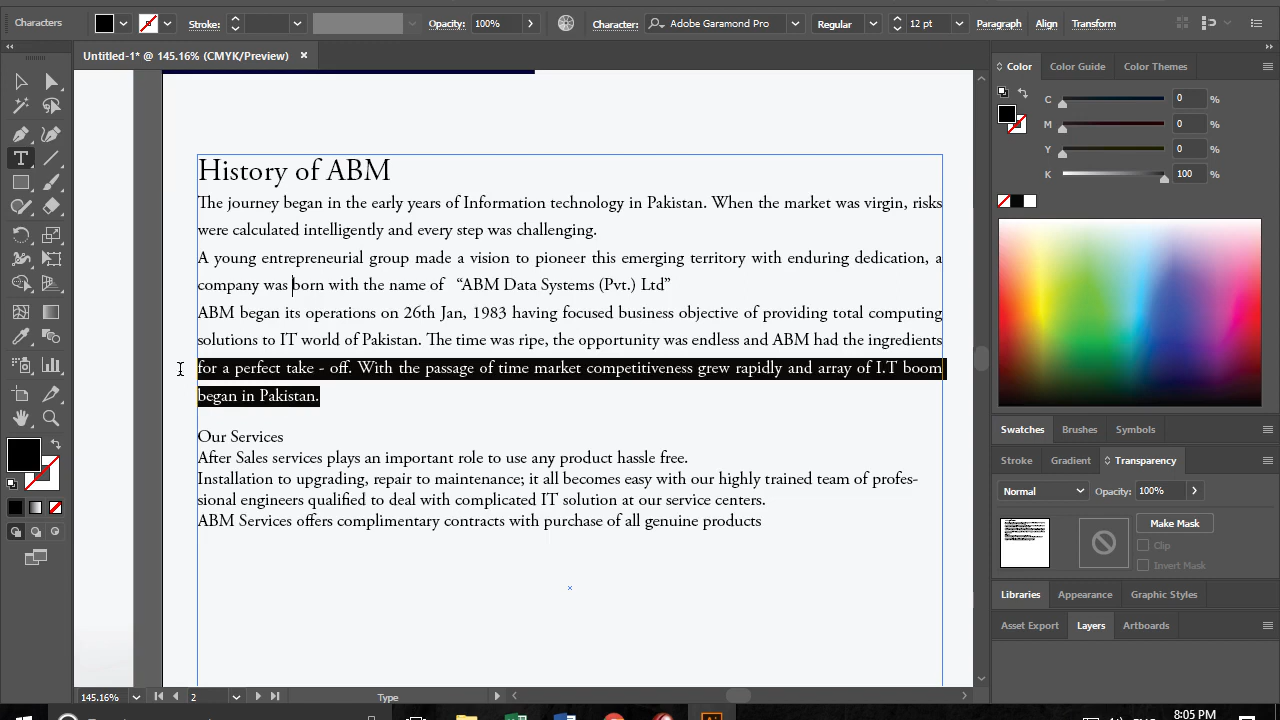 Characters
Stroke:
Opacity: 100%
Character: Adobe Garamond Pro Regular 12 pt
Paragraph Align Transform
Untitled-1* @ 145.16% (CMYK/Preview) ×
History of ABM
The journey began in the early years of Information technology in Pakistan. When the market was virgin, risks
were calculated intelligently and every step was challenging.
A young entrepreneurial group made a vision to pioneer this emerging territory with enduring dedication, a
company was born with the name of “ABM Data Systems (Pvt.) Ltd”
ABM began its operations on 26th Jan, 1983 having focused business objective of providing total computing
solutions to IT world of Pakistan. The time was ripe, the opportunity was endless and ABM had the ingredients
for a perfect take - off. With the passage of time market competitiveness grew rapidly and array of I.T boom
began in Pakistan.
Our Services
After Sales services plays an important role to use any product hassle free.
Installation to upgrading, repair to maintenance; it all becomes easy with our highly trained team of profes-
sional engineers qualified to deal with complicated IT solution at our service centers.
ABM Services offers complimentary contracts with purchase of all genuine products
Color Color Guide Color Themes
C 0 %
M 0 %
Y 0 %
K 100 %
Swatches Brushes Symbols
Stroke Gradient Transparency
Normal Opacity: 100%
Make Mask
Clip
Invert Mask
Libraries Appearance Graphic Styles
Asset Export Layers Artboards
145.16% 2 Type
8:05 PM